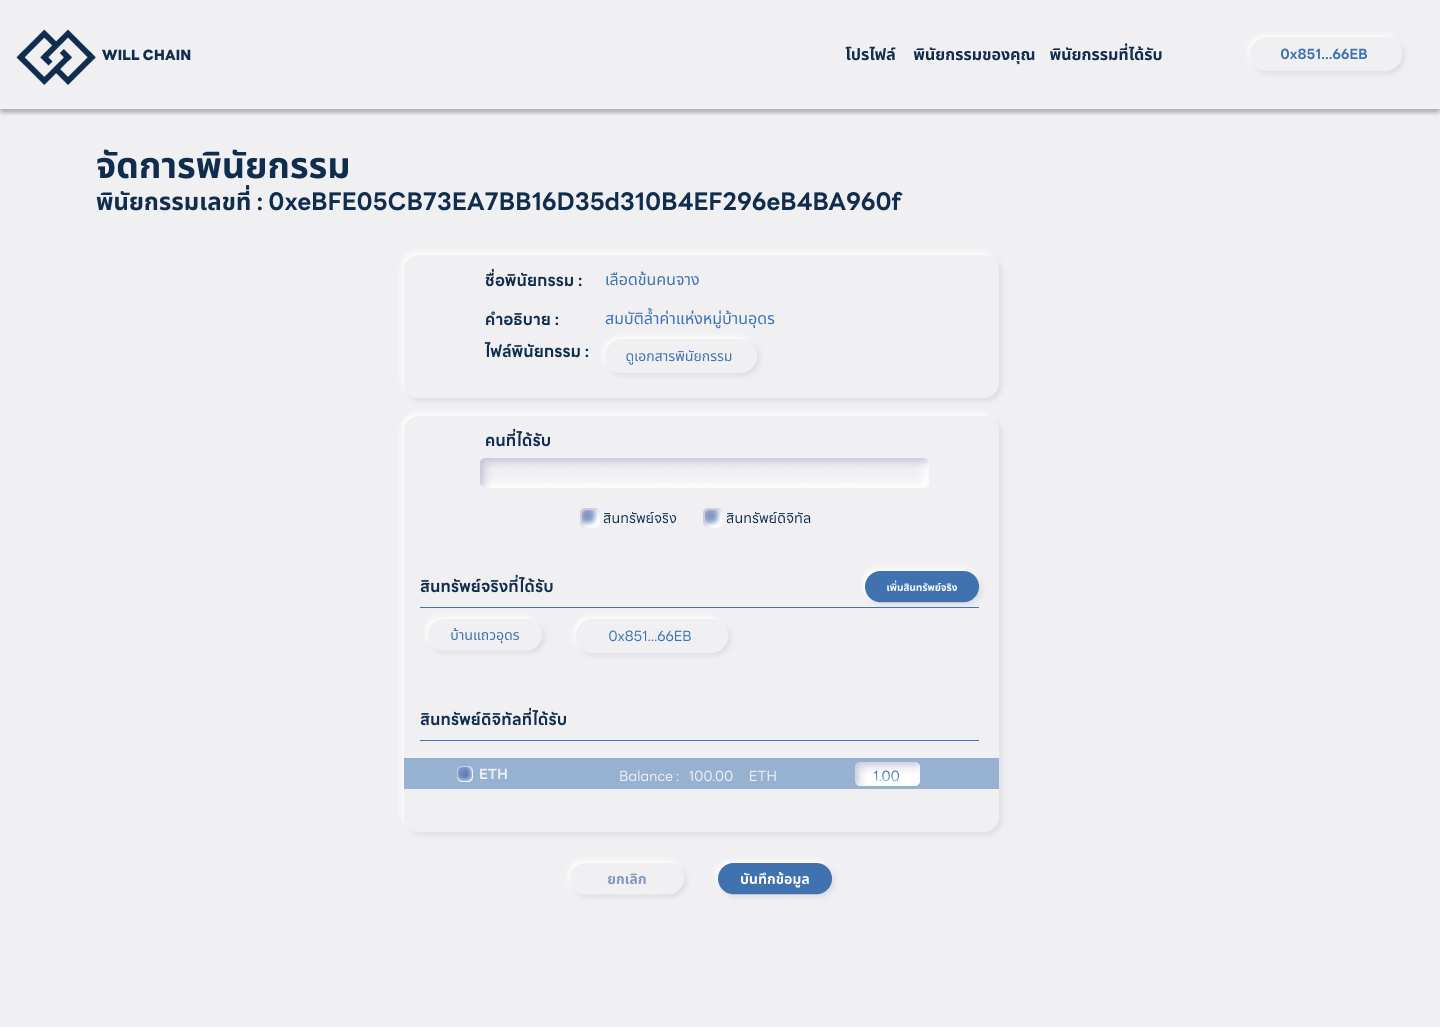 WILL CHAIN
โปรไฟล์ พินัยกรรมของคุณ พินัยกรรมที่ได้รับ 0x851...66EB
จัดการพินัยกรรม
พินัยกรรมเลขที่ : 0xeBFE05CB73EA7BB16D35d310B4EF296eB4BA960f
ชื่อพินัยกรรม : เลือดข้นคนจาง
คำอธิบาย : สมบัติล้ำค่าแห่งหมู่บ้านอุดร
ไฟล์พินัยกรรม : ดูเอกสารพินัยกรรม
คนที่ได้รับ
สินทรัพย์จริง สินทรัพย์ดิจิทัล
สินทรัพย์จริงที่ได้รับ เพิ่มสินทรัพย์จริง
บ้านแถวอุดร 0x851...66EB
สินทรัพย์ดิจิทัลที่ได้รับ
ETH Balance : 100.00 ETH 1.00
ยกเลิก บันทึกข้อมูล